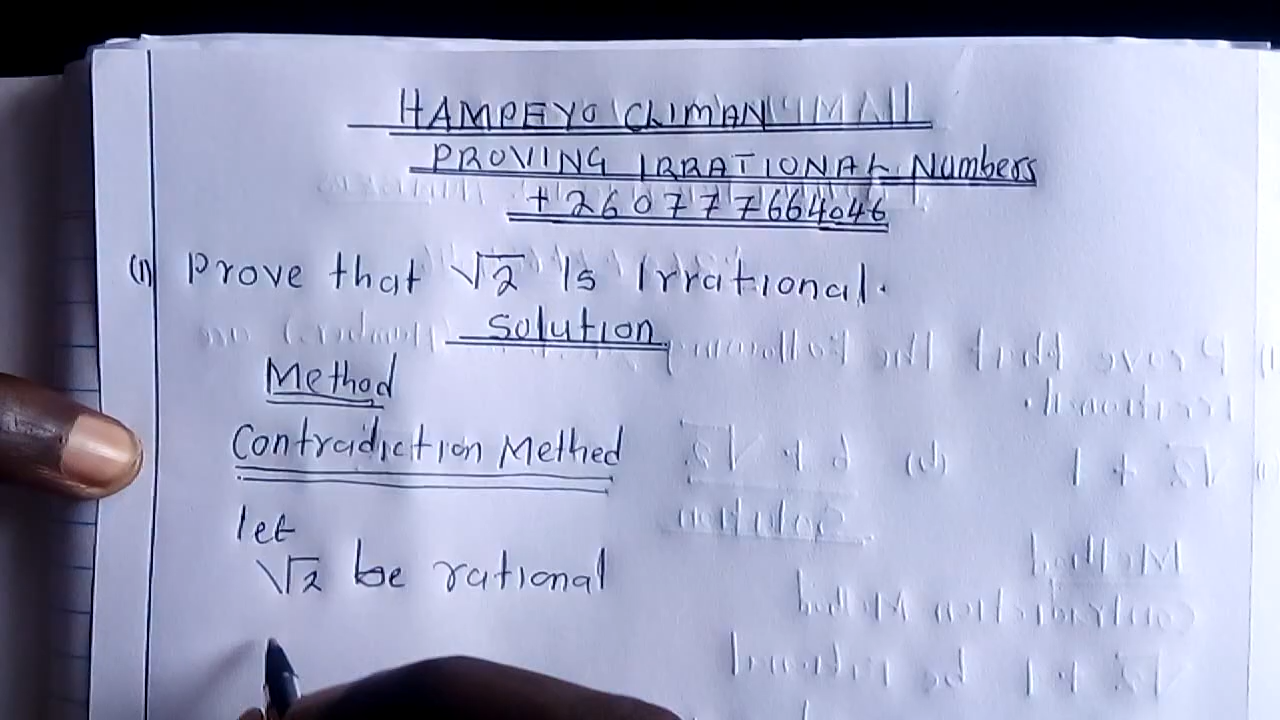 HAMPEYO CLIMAN
PROVING IRRATIONAL Numbers
+260777664046
(1) Prove that √2 Is Irrational.
Solution
Method
Contradiction Methed
let
√2 be rational